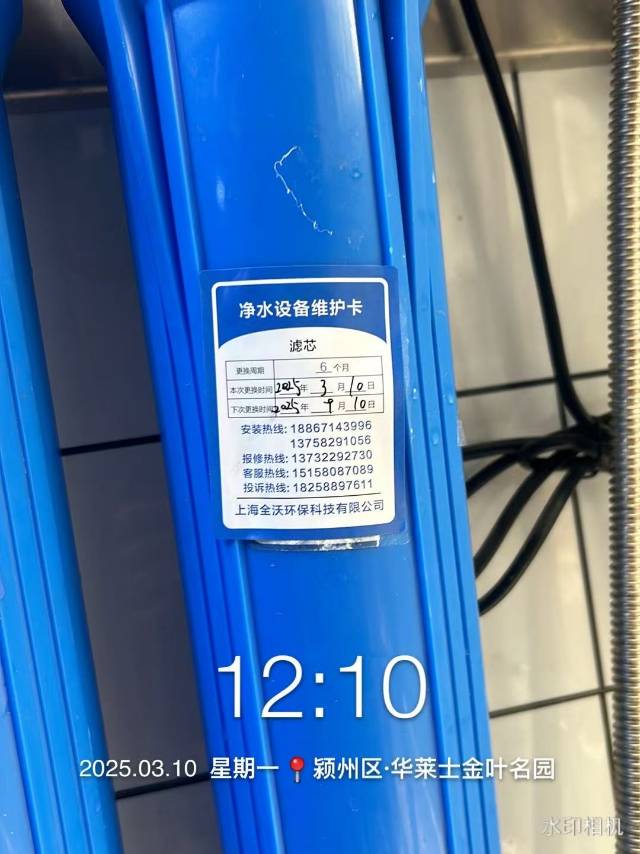 净水设备维护卡
滤芯
更换周期 6 个月
本次更换时间 2025年 3 月 10 日
下次更换时间 2025年 9 月 10 日
安装热线: 18867143996
13758291056
报修热线: 13732292730
客服热线: 15158087089
投诉热线: 18258897611
上海全沃环保科技有限公司
12:10
2025.03.10 星期一 📍 颍州区·华莱士金叶名园
水印相机